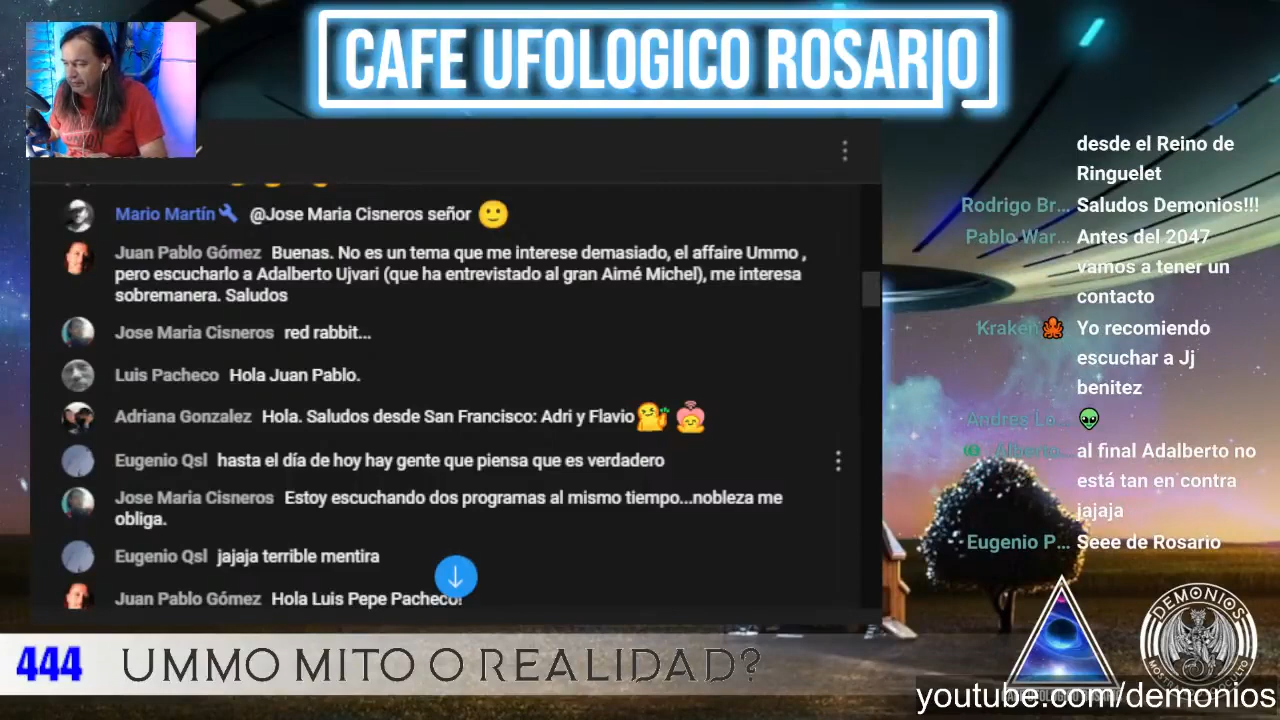 CAFE UFOLOGICO ROSARIO
Mario Martín @Jose Maria Cisneros señor
Juan Pablo Gómez Buenas. No es un tema que me interese demasiado, el affaire Ummo ,
pero escucharlo a Adalberto Ujvari (que ha entrevistado al gran Aimé Michel), me interesa
sobremanera. Saludos
Jose Maria Cisneros red rabbit...
Luis Pacheco Hola Juan Pablo.
Adriana Gonzalez Hola. Saludos desde San Francisco: Adri y Flavio
Eugenio Qsl hasta el día de hoy hay gente que piensa que es verdadero
Jose Maria Cisneros Estoy escuchando dos programas al mismo tiempo...nobleza me
obliga.
Eugenio Qsl jajaja terrible mentira
Juan Pablo Gómez Hola Luis Pepe Pacheco!
desde el Reino de
Ringuelet
Rodrigo Br... Saludos Demonios!!!
Pablo War... Antes del 2047
vamos a tener un
contacto
Kraken Yo recomiendo
escuchar a Jj
benitez
Andres Lo...
Alberto... al final Adalberto no
está tan en contra
jajaja
Eugenio P... Seee de Rosario
444 UMMO MITO O REALIDAD?
DEMONIOS
youtube.com/demonios